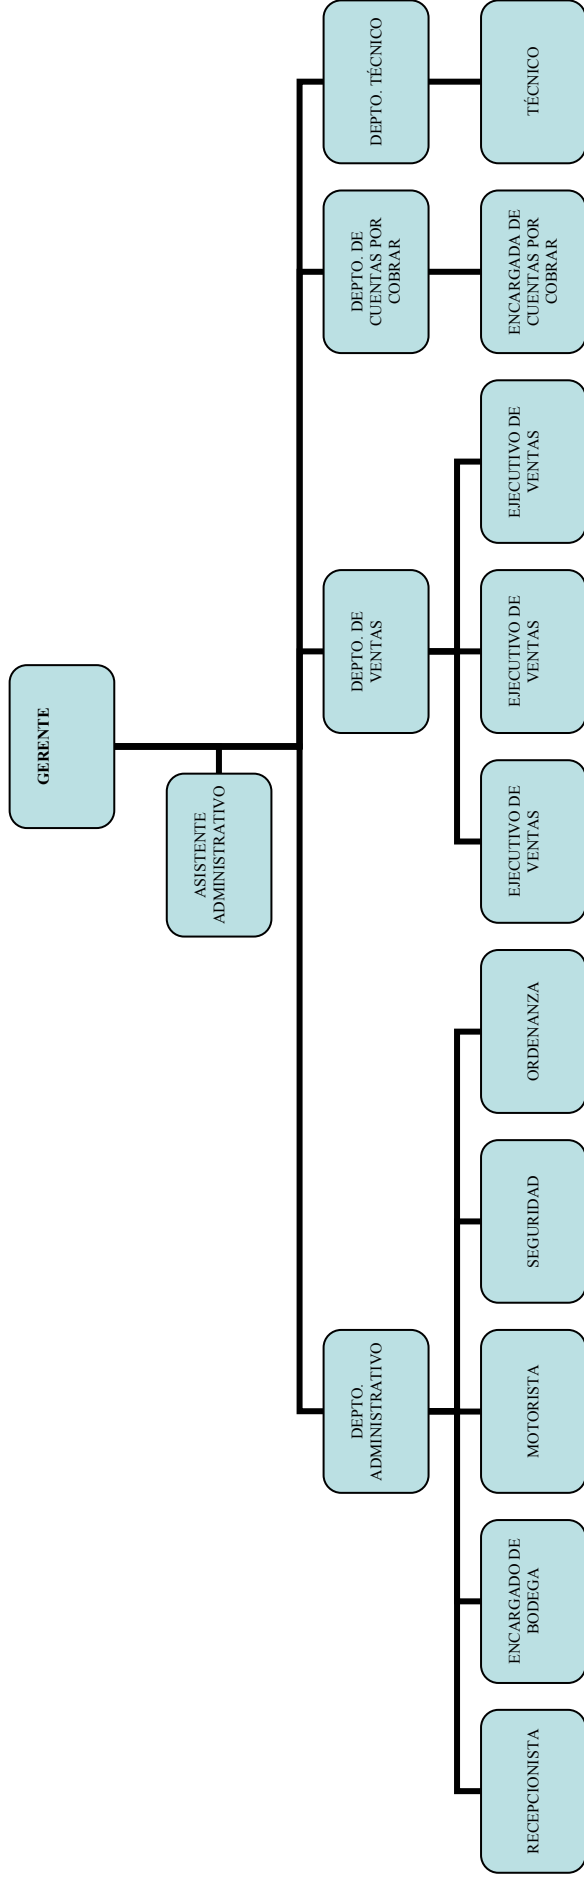 GERENTE
ASISTENTE
ADMINISTRATIVO
DEPTO.
ADMINISTRATIVO
DEPTO. DE
VENTAS
DEPTO. DE
CUENTAS POR
COBRAR
DEPTO. TÉCNICO
RECEPCIONISTA
ENCARGADO DE
BODEGA
MOTORISTA
SEGURIDAD
ORDENANZA
EJECUTIVO DE
VENTAS
EJECUTIVO DE
VENTAS
EJECUTIVO DE
VENTAS
ENCARGADA DE
CUENTAS POR
COBRAR
TÉCNICO